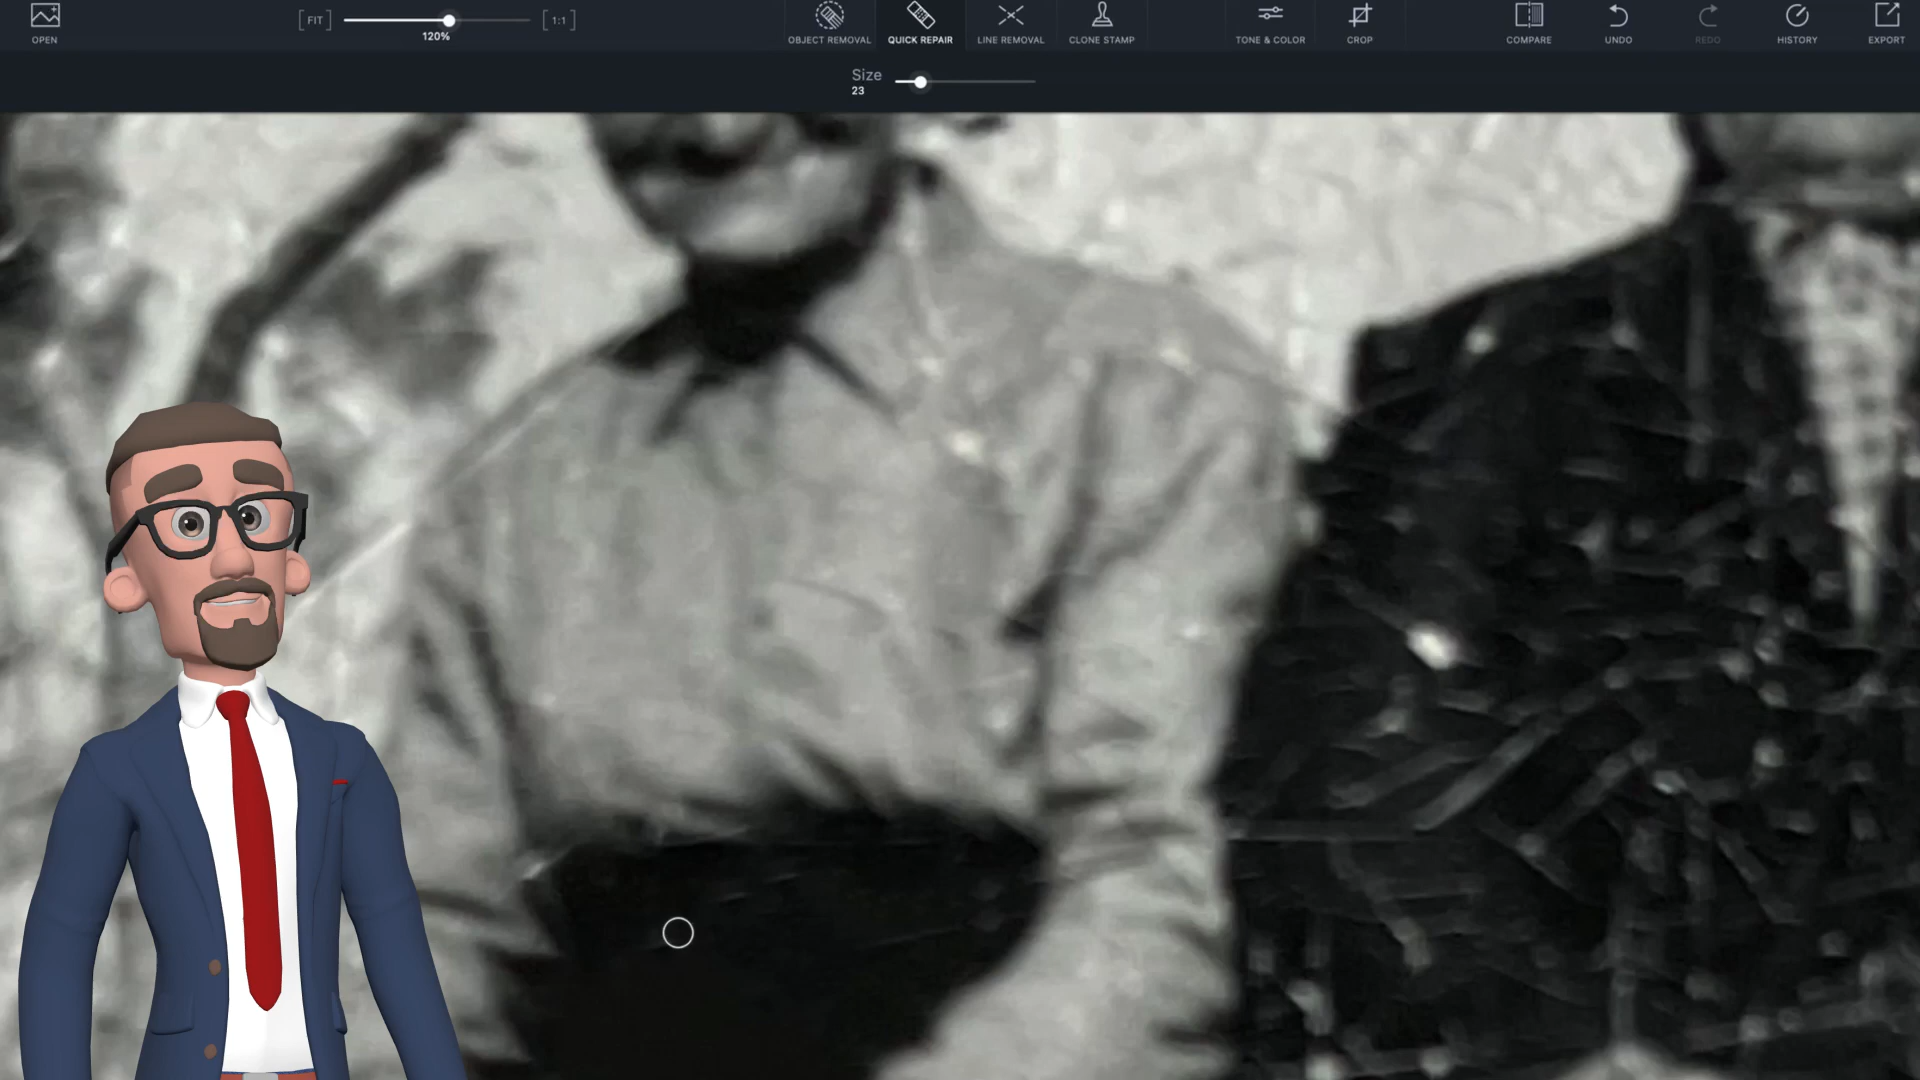 OPEN
FIT
120%
1:1
OBJECT REMOVAL
QUICK REPAIR
LINE REMOVAL
CLONE STAMP
TONE & COLOR
CROP
COMPARE
UNDO
REDO
HISTORY
EXPORT
Size
23